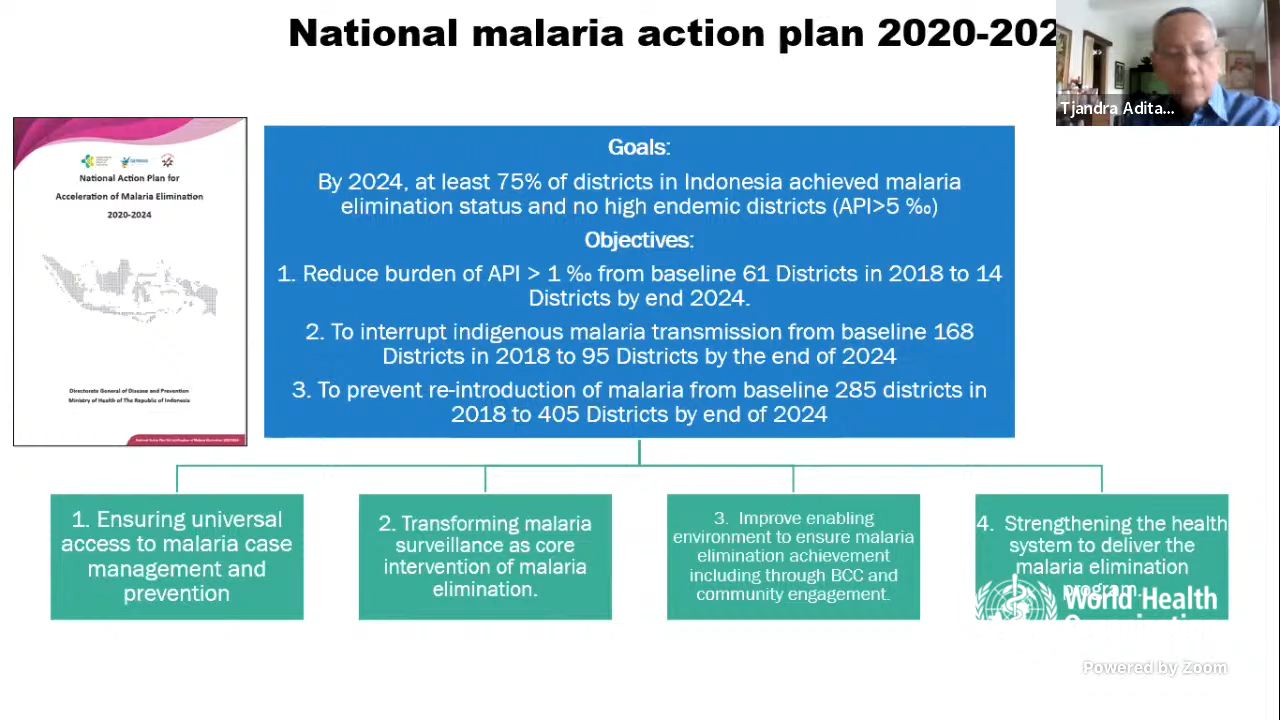 National malaria action plan 2020-202
Tjandra Adita...
National Action Plan for
Acceleration of Malaria Elimination
2020-2024
Directorate General of Disease and Prevention
Ministry of Health of The Republic of Indonesia
Goals:
By 2024, at least 75% of districts in Indonesia achieved malaria
elimination status and no high endemic districts (API>5 ‰)
Objectives:
1. Reduce burden of API > 1 ‰ from baseline 61 Districts in 2018 to 14
Districts by end 2024.
2. To interrupt indigenous malaria transmission from baseline 168
Districts in 2018 to 95 Districts by the end of 2024
3. To prevent re-introduction of malaria from baseline 285 districts in
2018 to 405 Districts by end of 2024
1. Ensuring universal
access to malaria case
management and
prevention
2. Transforming malaria
surveillance as core
intervention of malaria
elimination.
3. Improve enabling
environment to ensure malaria
elimination achievement
including through BCC and
community engagement.
4. Strengthening the health
system to deliver the
malaria elimination
program.
World Health
Organization
Powered by Zoom